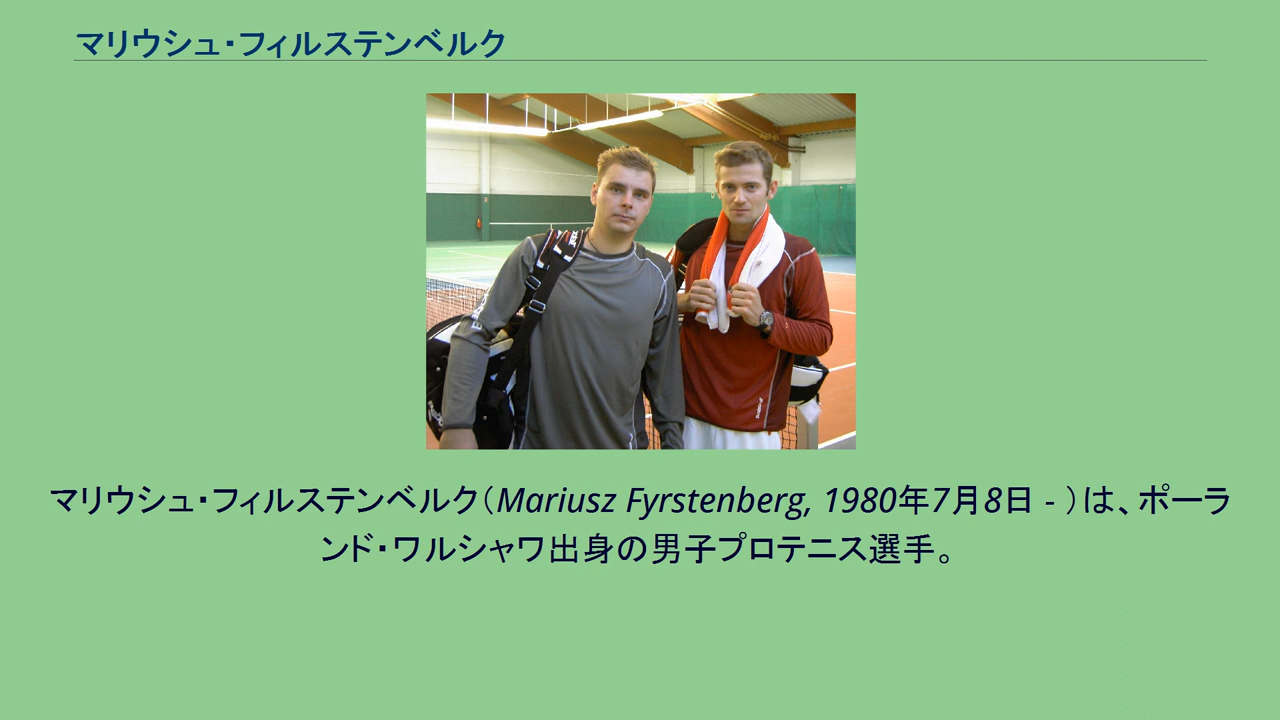 マリウシュ・フィルステンベルク
マリウシュ・フィルステンベルク（Mariusz Fyrstenberg, 1980年7月8日 - ）は、ポーラ
ンド・ワルシャワ出身の男子プロテニス選手。